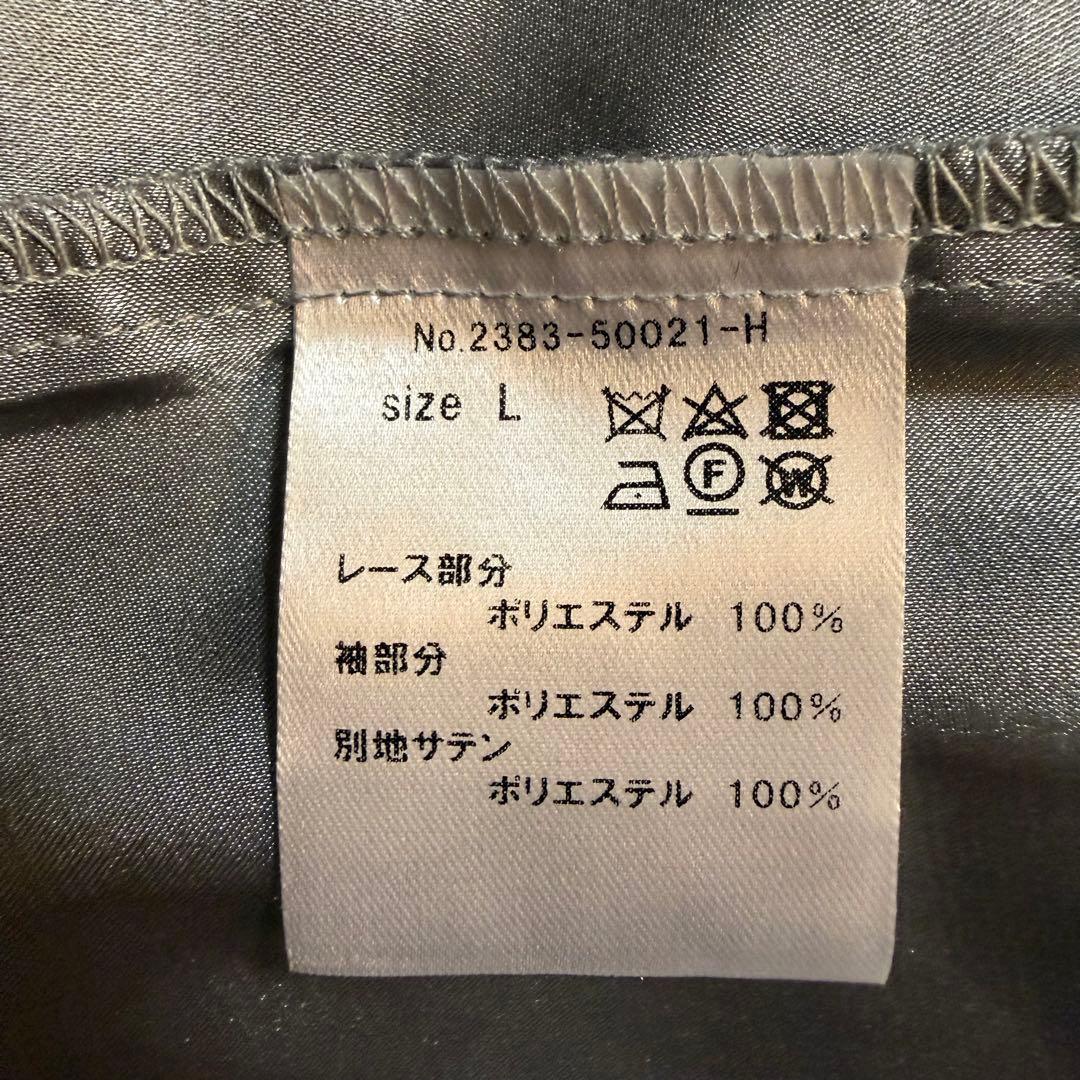 No.2383-50021-H
size L
F W
レース部分
ポリエステル 100%
袖部分
ポリエステル 100%
別地サテン
ポリエステル 100%